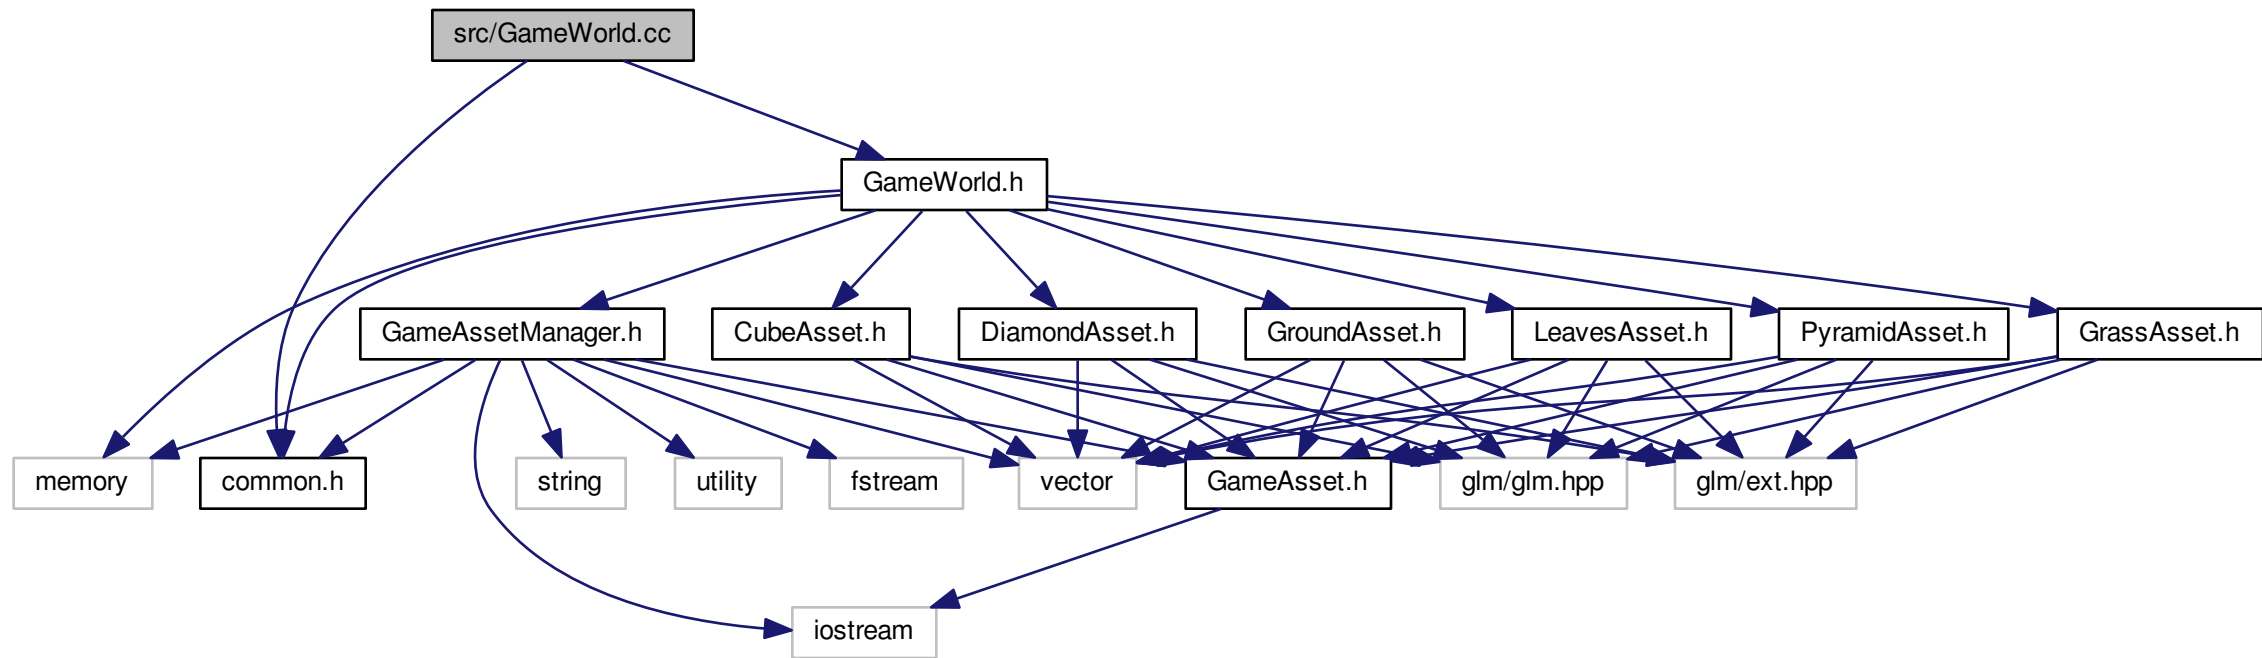 src/GameWorld.cc
GameWorld.h
GameAssetManager.h
CubeAsset.h
DiamondAsset.h
GroundAsset.h
LeavesAsset.h
PyramidAsset.h
GrassAsset.h
memory
common.h
string
utility
fstream
vector
GameAsset.h
glm/glm.hpp
glm/ext.hpp
iostream